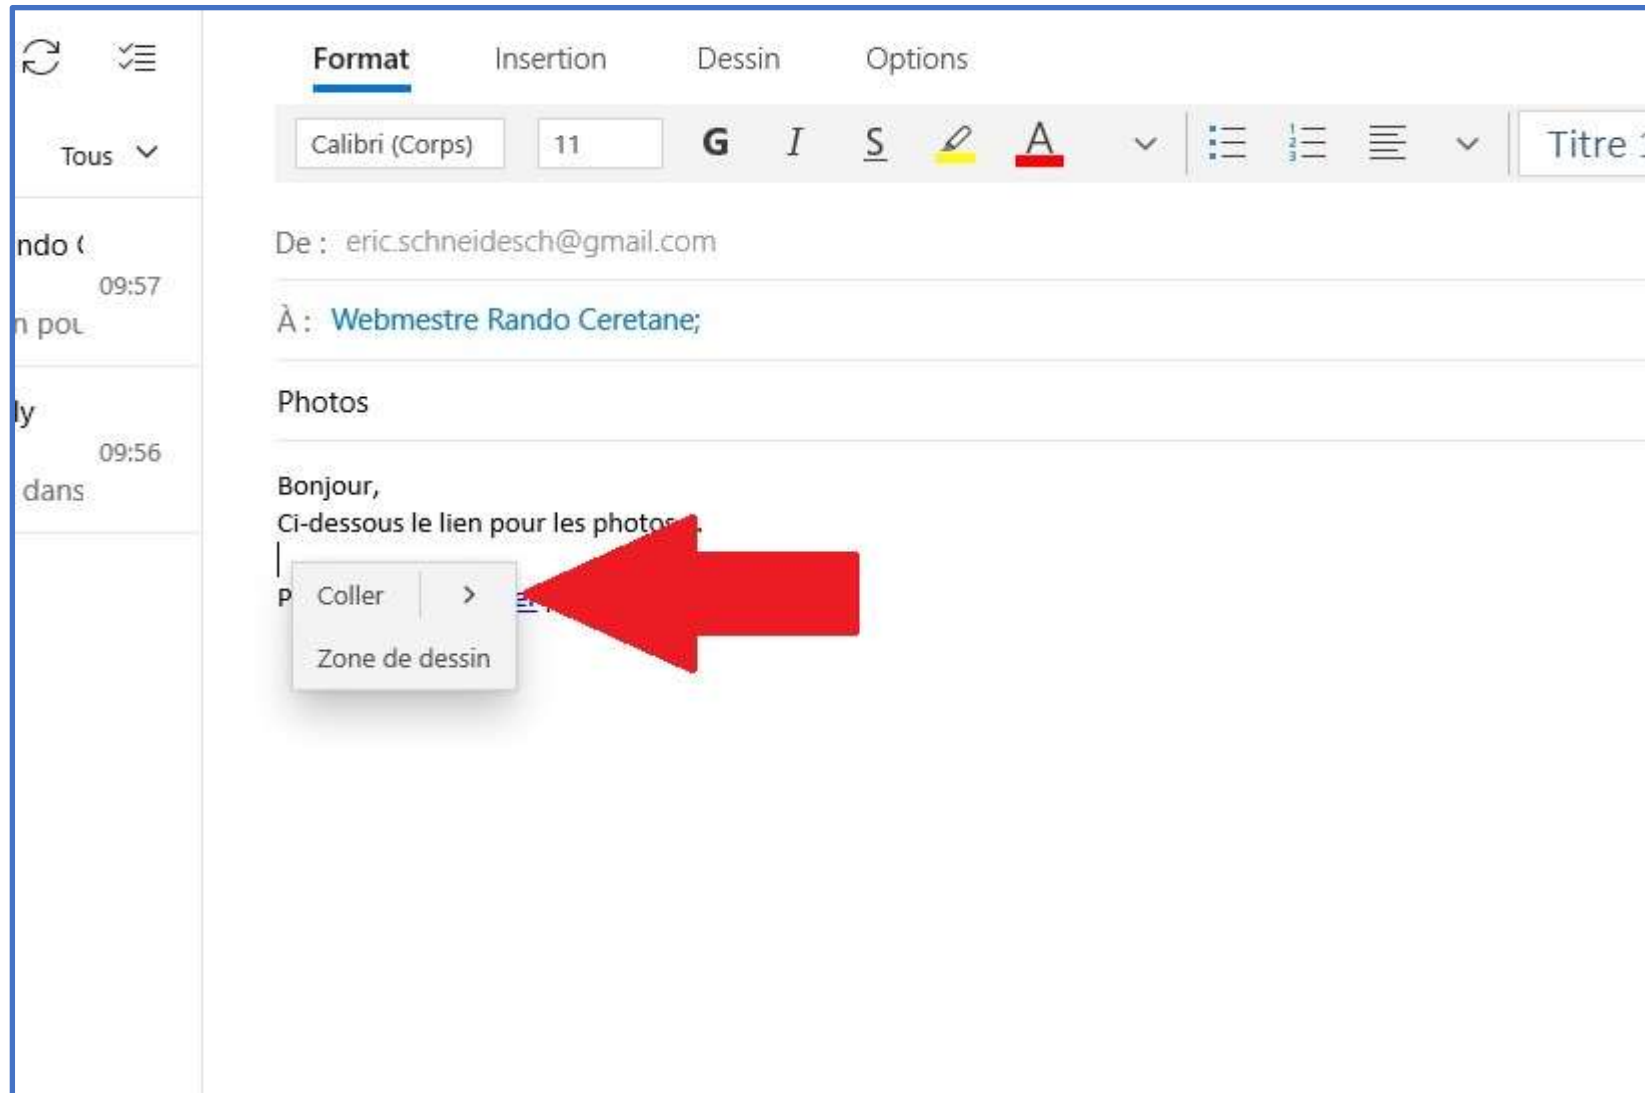 Format Insertion Dessin Options
Tous
Calibri (Corps) 11 G I S A Titre
De : eric.schneidesch@gmail.com
09:57
À : Webmestre Rando Ceretane;
Photos
ly
09:56
dans
Bonjour,
Ci-dessous le lien pour les photos
Coller
Zone de dessin